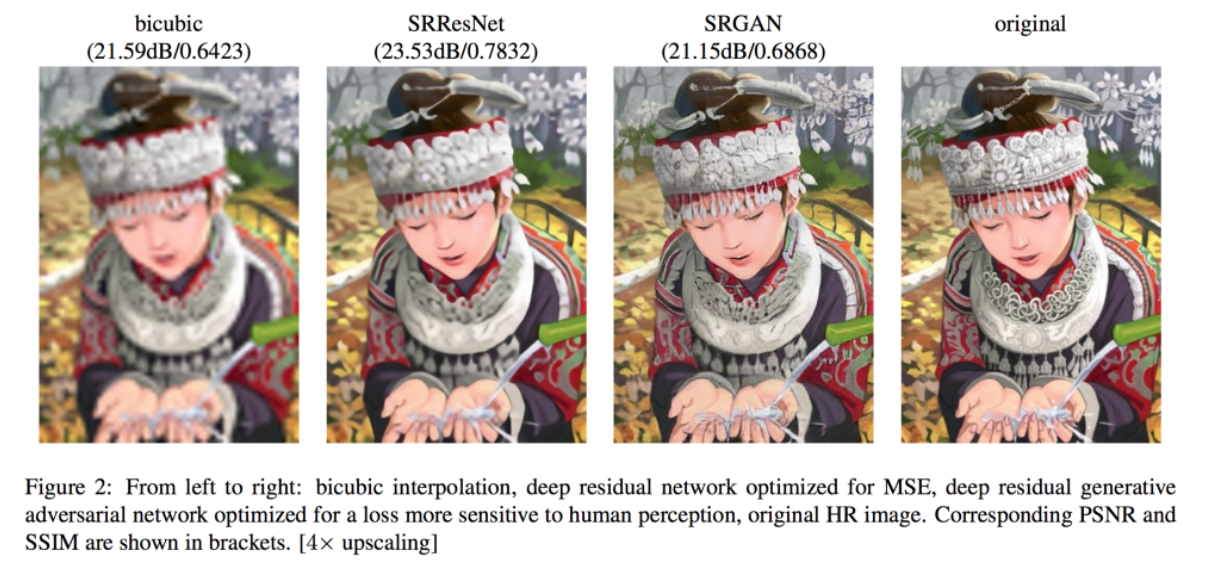 bicubic
(21.59dB/0.6423)
SRResNet
(23.53dB/0.7832)
SRGAN
(21.15dB/0.6868)
original
Figure 2: From left to right: bicubic interpolation, deep residual network optimized for MSE, deep residual generative
adversarial network optimized for a loss more sensitive to human perception, original HR image. Corresponding PSNR and
SSIM are shown in brackets. [4× upscaling]